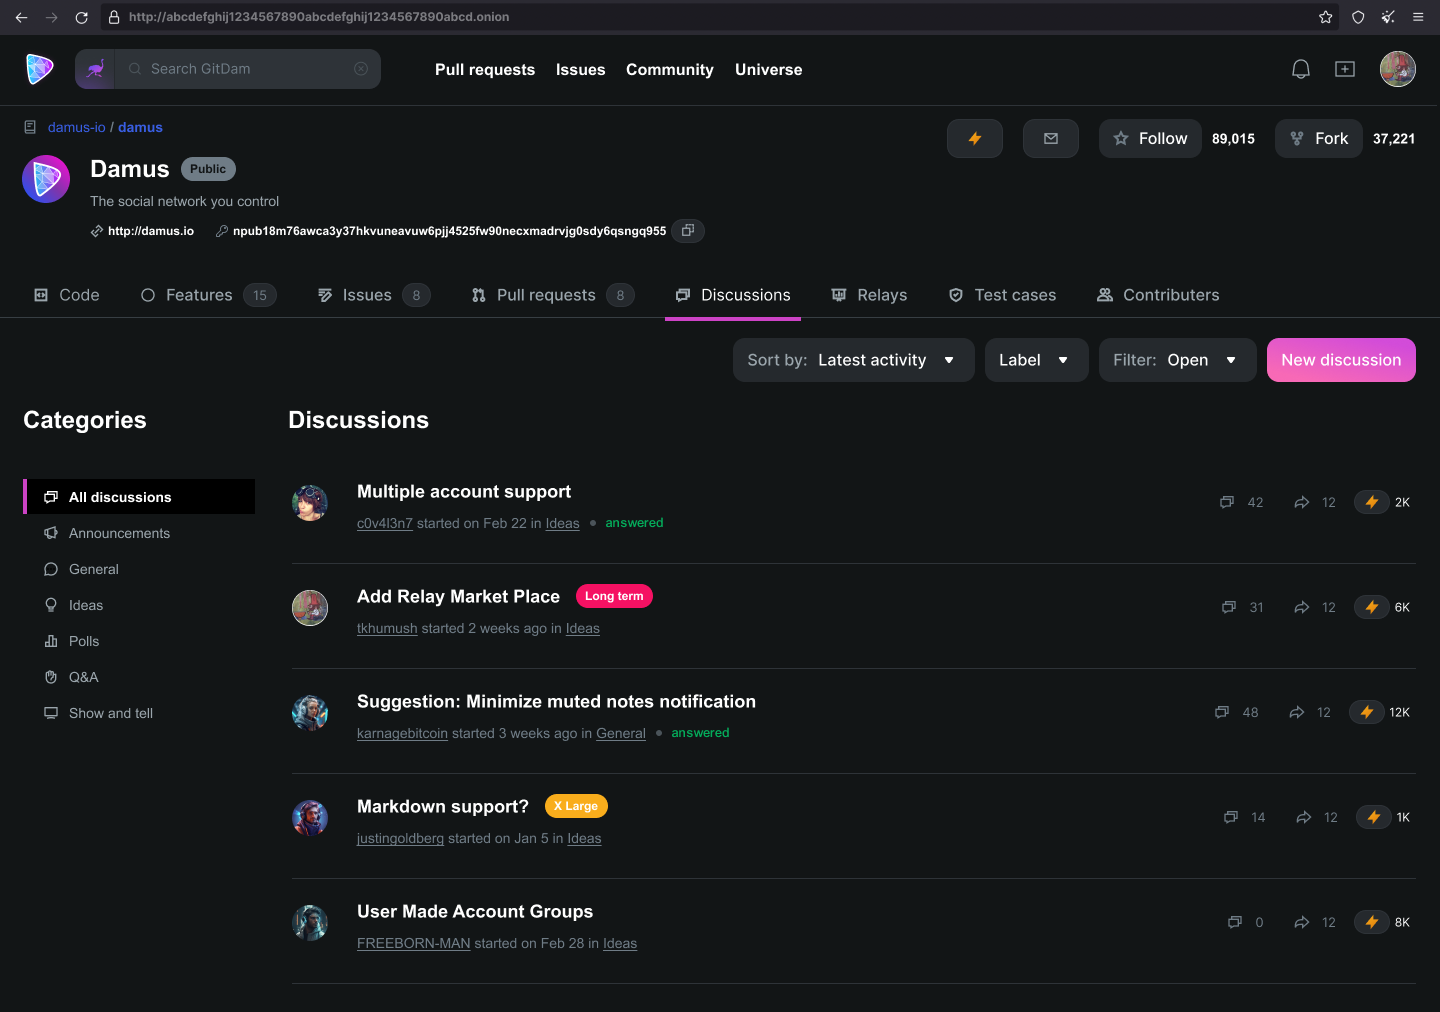 http://abcdefghij1234567890abcdefghij1234567890abcd.onion
Search GitDam
Pull requests Issues Community Universe
damus-io / damus
Follow 89,015 Fork 37,221
Damus Public
The social network you control
http://damus.io npub18m76awca3y37hkvuneavuw6pjj4525fw90necxmadrvjg0sdy6qsngq955
Code Features 15 Issues 8 Pull requests 8 Discussions Relays Test cases Contributers
Sort by: Latest activity Label Filter: Open New discussion
Categories
All discussions
Announcements
General
Ideas
Polls
Q&A
Show and tell
Discussions
Multiple account support
c0v4l3n7 started on Feb 22 in Ideas • answered
42 12 2K
Add Relay Market Place Long term
tkhumush started 2 weeks ago in Ideas
31 12 6K
Suggestion: Minimize muted notes notification
karnagebitcoin started 3 weeks ago in General • answered
48 12 12K
Markdown support? X Large
justingoldberg started on Jan 5 in Ideas
14 12 1K
User Made Account Groups
FREEBORN-MAN started on Feb 28 in Ideas
0 12 8K